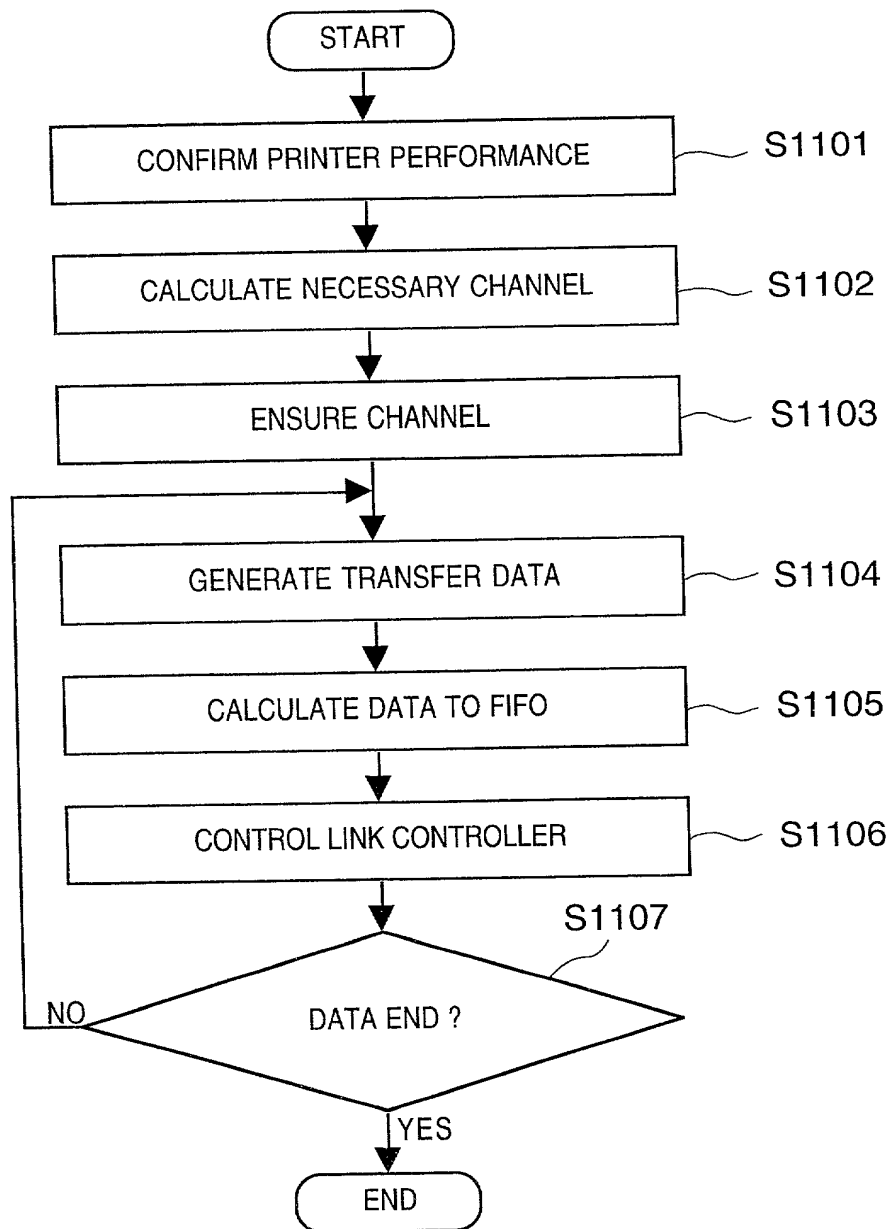 START
CONFIRM PRINTER PERFORMANCE
S1101
CALCULATE NECESSARY CHANNEL
S1102
ENSURE CHANNEL
S1103
GENERATE TRANSFER DATA
S1104
CALCULATE DATA TO FIFO
S1105
CONTROL LINK CONTROLLER
S1106
S1107
NO
DATA END ?
YES
END